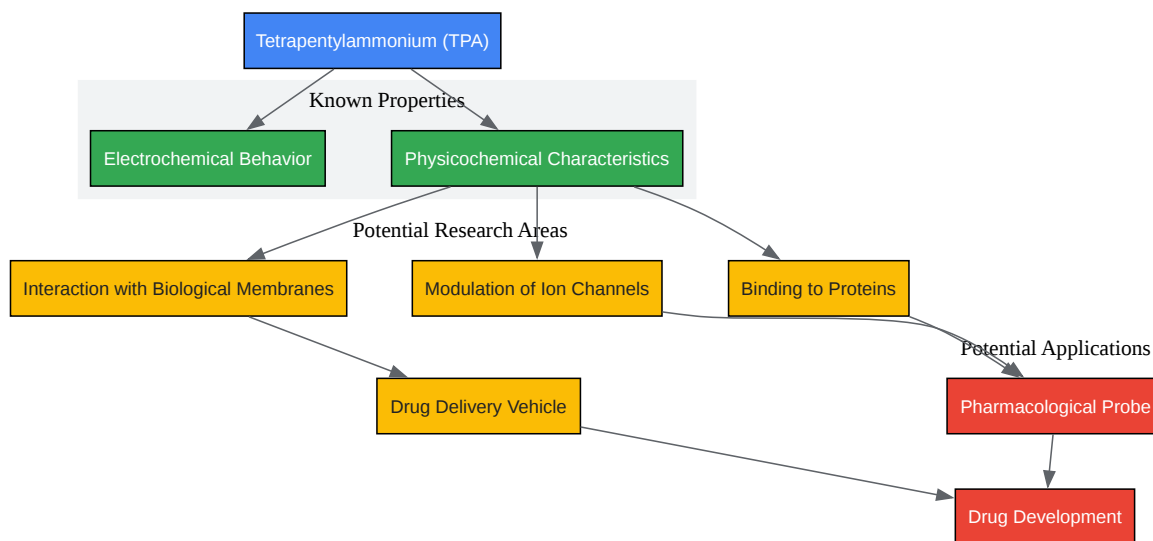 Tetrapentylammonium (TPA)
Known Properties
Electrochemical Behavior
Physicochemical Characteristics
Potential Research Areas
Interaction with Biological Membranes
Modulation of Ion Channels
Binding to Proteins
Potential Applications
Drug Delivery Vehicle
Pharmacological Probe
Drug Development